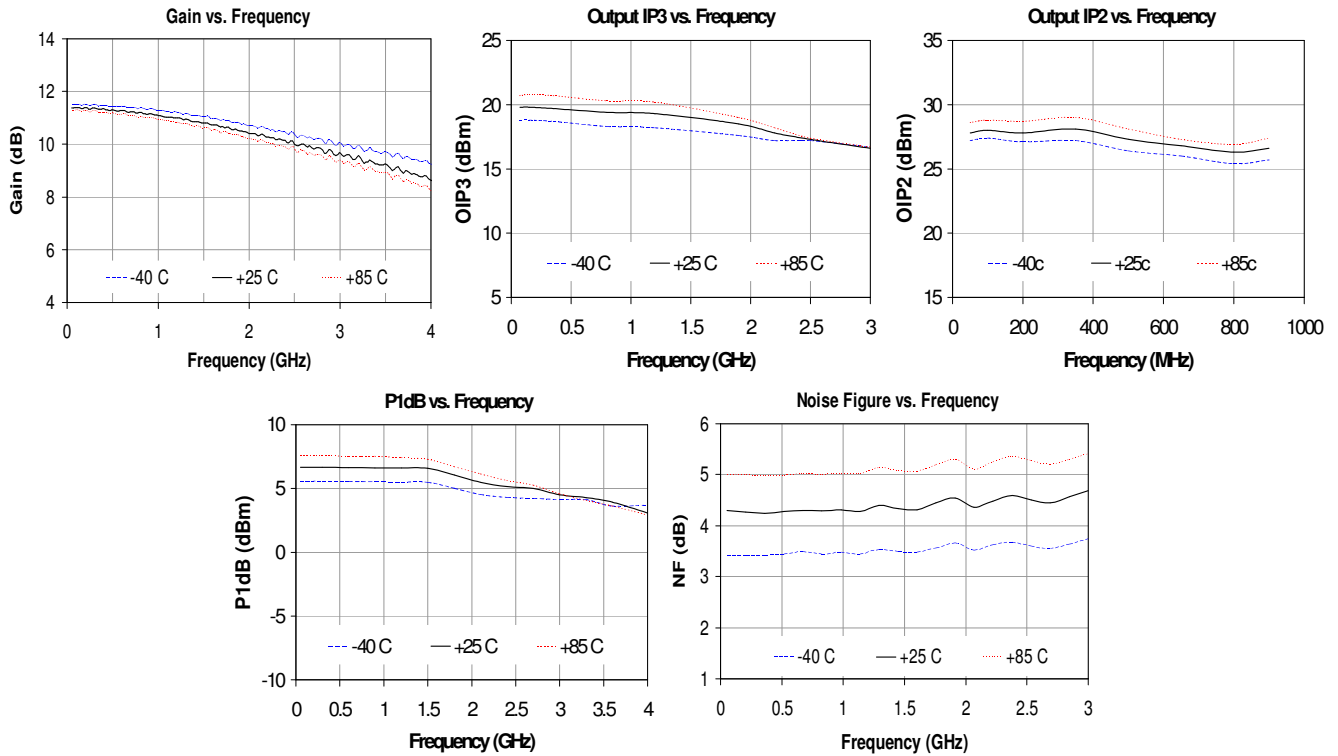 Gain vs. Frequency
14
12
10
8
6
4
Gain (dB)
-40 C +25 C +85 C
0 1 2 3 4
Frequency (GHz)
Output IP3 vs. Frequency
25
20
15
10
5
OIP3 (dBm)
-40 C +25 C +85 C
0 0.5 1 1.5 2 2.5 3
Frequency (GHz)
Output IP2 vs. Frequency
35
30
25
20
15
OIP2 (dBm)
-40c +25c +85c
0 200 400 600 800 1000
Frequency (MHz)
P1dB vs. Frequency
10
5
0
-5
-10
P1dB (dBm)
-40 C +25 C +85 C
0 0.5 1 1.5 2 2.5 3 3.5 4
Frequency (GHz)
Noise Figure vs. Frequency
6
5
4
3
2
1
NF (dB)
-40 C +25 C +85 C
0 0.5 1 1.5 2 2.5 3
Frequency (GHz)